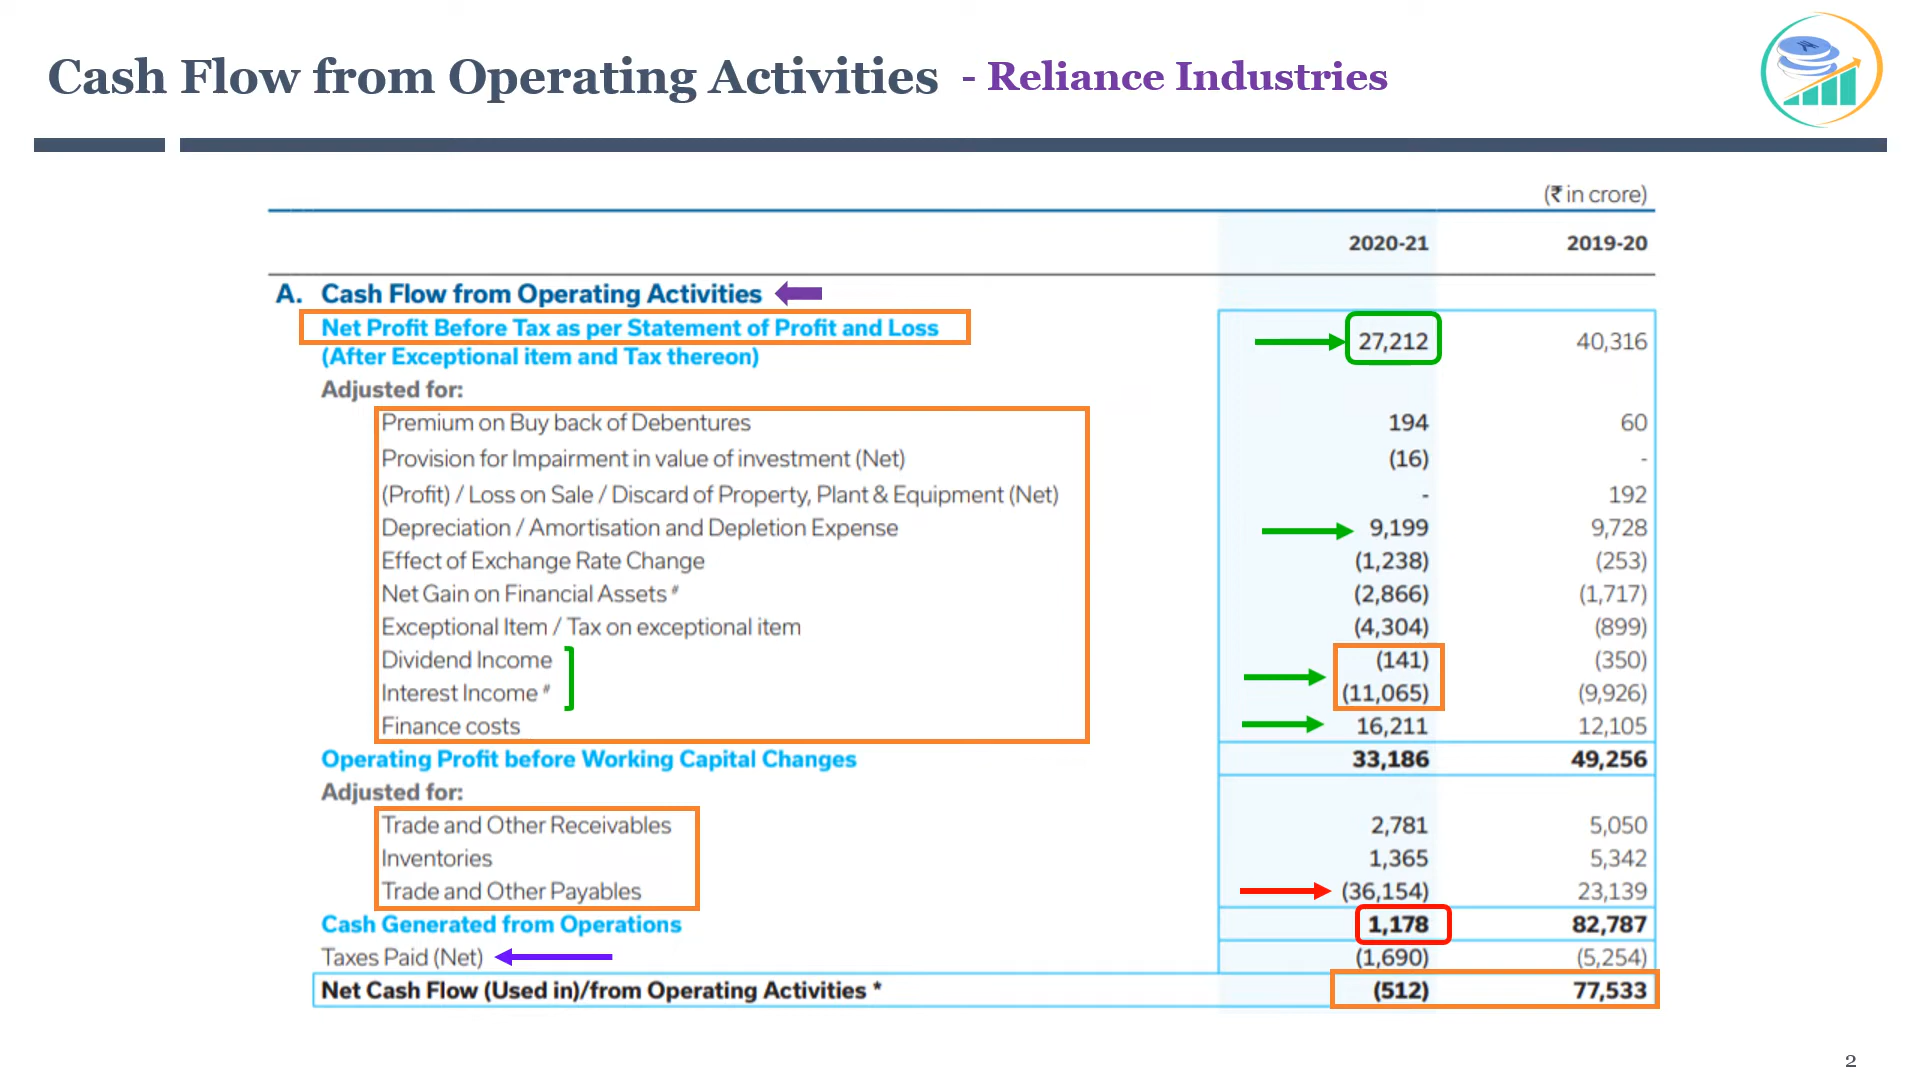 Cash Flow from Operating Activities - Reliance Industries
(₹ in crore)
2020-21 2019-20
A. Cash Flow from Operating Activities
Net Profit Before Tax as per Statement of Profit and Loss 27,212 40,316
(After Exceptional item and Tax thereon)
Adjusted for:
Premium on Buy back of Debentures 194 60
Provision for Impairment in value of investment (Net) (16) -
(Profit) / Loss on Sale / Discard of Property, Plant & Equipment (Net) - 192
Depreciation / Amortisation and Depletion Expense 9,199 9,728
Effect of Exchange Rate Change (1,238) (253)
Net Gain on Financial Assets # (2,866) (1,717)
Exceptional Item / Tax on exceptional item (4,304) (899)
Dividend Income (141) (350)
Interest Income # (11,065) (9,926)
Finance costs 16,211 12,105
Operating Profit before Working Capital Changes 33,186 49,256
Adjusted for:
Trade and Other Receivables 2,781 5,050
Inventories 1,365 5,342
Trade and Other Payables (36,154) 23,139
Cash Generated from Operations 1,178 82,787
Taxes Paid (Net) (1,690) (5,254)
Net Cash Flow (Used in)/from Operating Activities * (512) 77,533
2